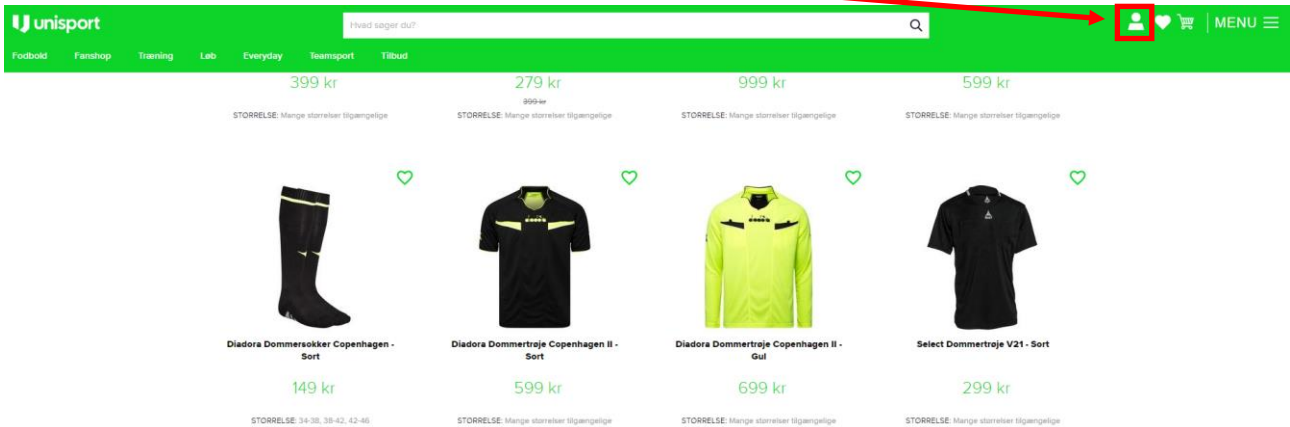 unisport
Hvad søger du?
MENU
Fodbold Fanshop Træning Løb Everyday Teamsport Tilbud
399 kr 279 kr 999 kr 599 kr
399 kr
STØRRELSE: Mange størrelser tilgængelige STØRRELSE: Mange størrelser tilgængelige STØRRELSE: Mange størrelser tilgængelige STØRRELSE: Mange størrelser tilgængelige
Diadora Dommersokker Copenhagen - Diadora Dommertrøje Copenhagen II - Diadora Dommertrøje Copenhagen II - Select Dommertrøje V21 - Sort
Sort Sort Gul
149 kr 599 kr 699 kr 299 kr
STØRRELSE: 34-38, 38-42, 42-46 STØRRELSE: Mange størrelser tilgængelige STØRRELSE: Mange størrelser tilgængelige STØRRELSE: Mange størrelser tilgængelige